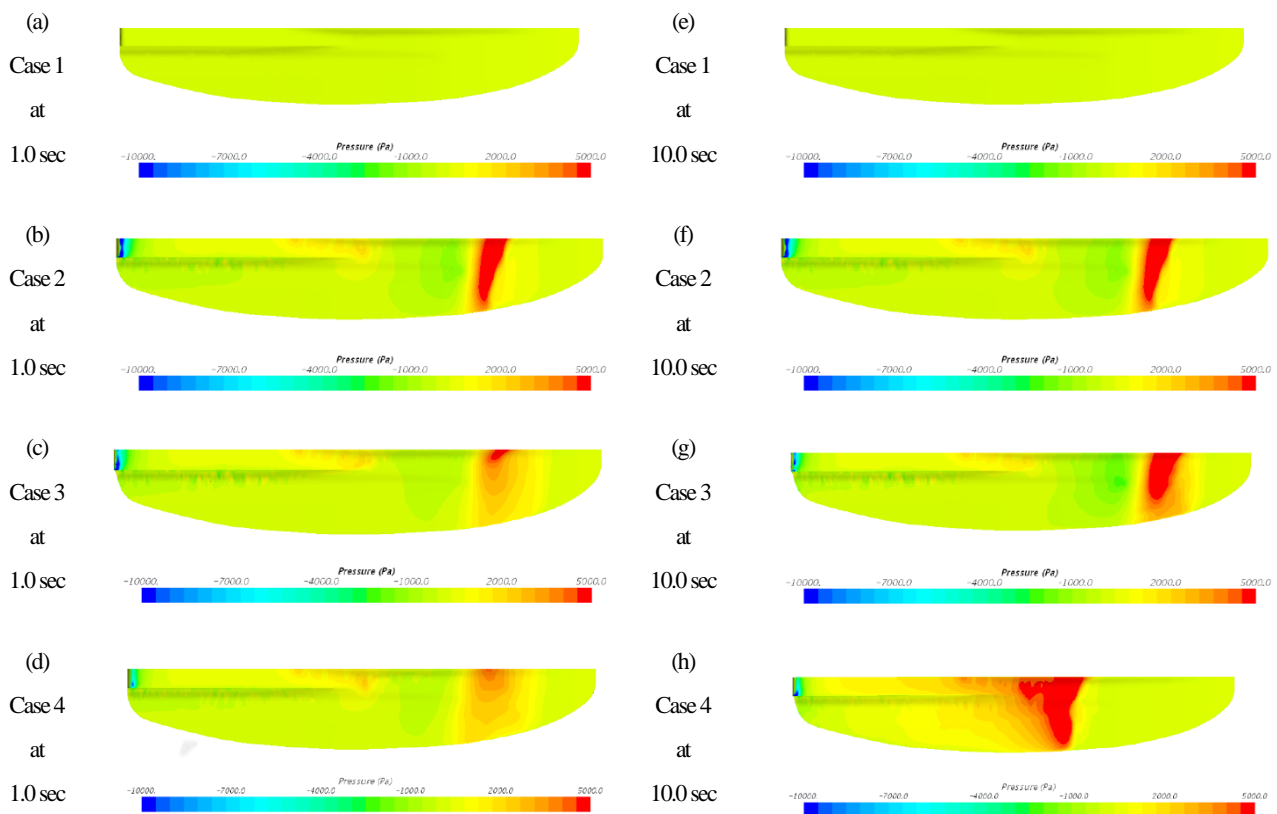 (a)
Case 1
at
1.0 sec
Pressure (Pa)
-10000. -7000.0 -4000.0 -1000.0 2000.0 5000.0
(e)
Case 1
at
10.0 sec
Pressure (Pa)
-10000. -7000.0 -4000.0 -1000.0 2000.0 5000.0
(b)
Case 2
at
1.0 sec
Pressure (Pa)
-10000. -7000.0 -4000.0 -1000.0 2000.0 5000.0
(f)
Case 2
at
10.0 sec
Pressure (Pa)
-10000. -7000.0 -4000.0 -1000.0 2000.0 5000.0
(c)
Case 3
at
1.0 sec
Pressure (Pa)
-10000. -7000.0 -4000.0 -1000.0 2000.0 5000.0
(g)
Case 3
at
10.0 sec
Pressure (Pa)
-10000. -7000.0 -4000.0 -1000.0 2000.0 5000.0
(d)
Case 4
at
1.0 sec
Pressure (Pa)
-10000. -7000.0 -4000.0 -1000.0 2000.0 5000.0
(h)
Case 4
at
10.0 sec
Pressure (Pa)
-10000. -7000.0 -4000.0 -1000.0 2000.0 5000.0